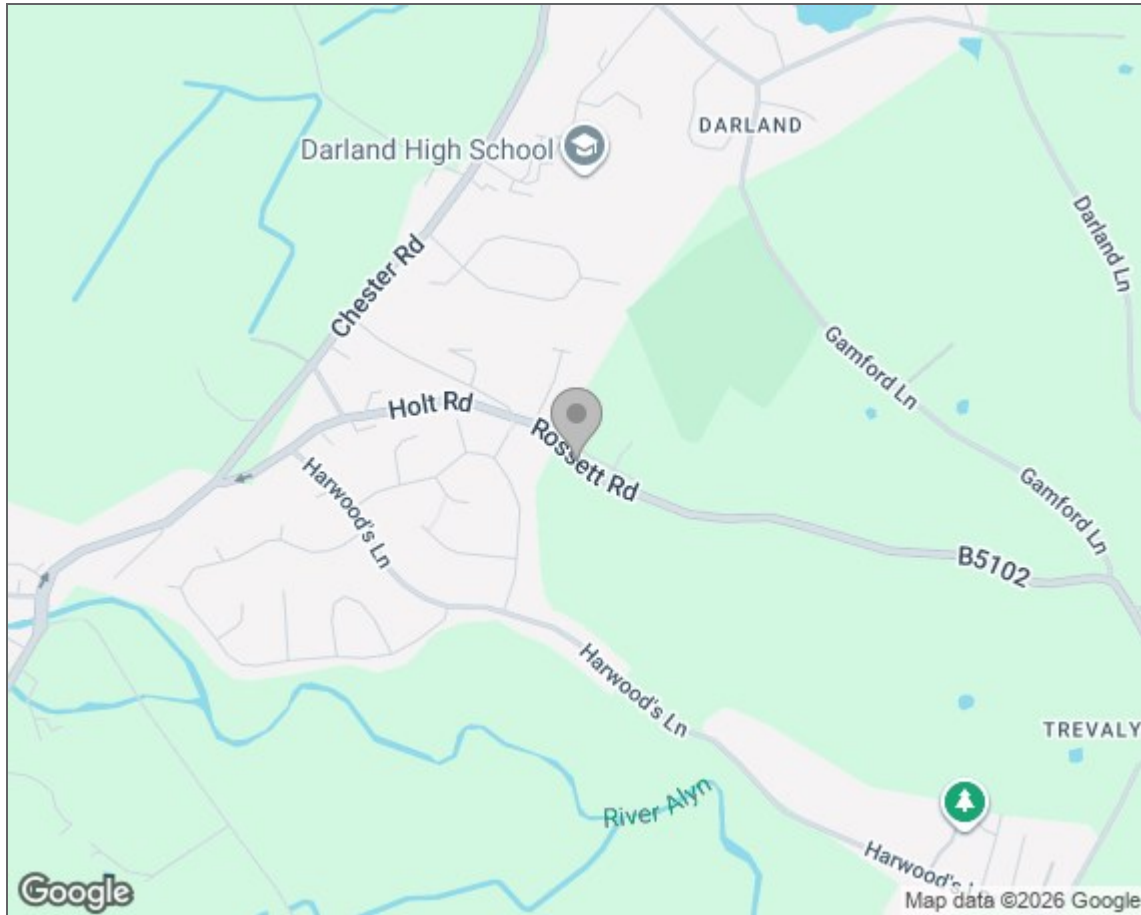 DARLAND
Darland High School
Darland Ln
Chester Rd
Gamford Ln
Holt Rd
Rossett Rd
Harwood's Ln
Gamford Ln
B5102
Harwood's Ln
TREVALY
River Alyn
Harwood's Ln
Google
Map data ©2026 Google